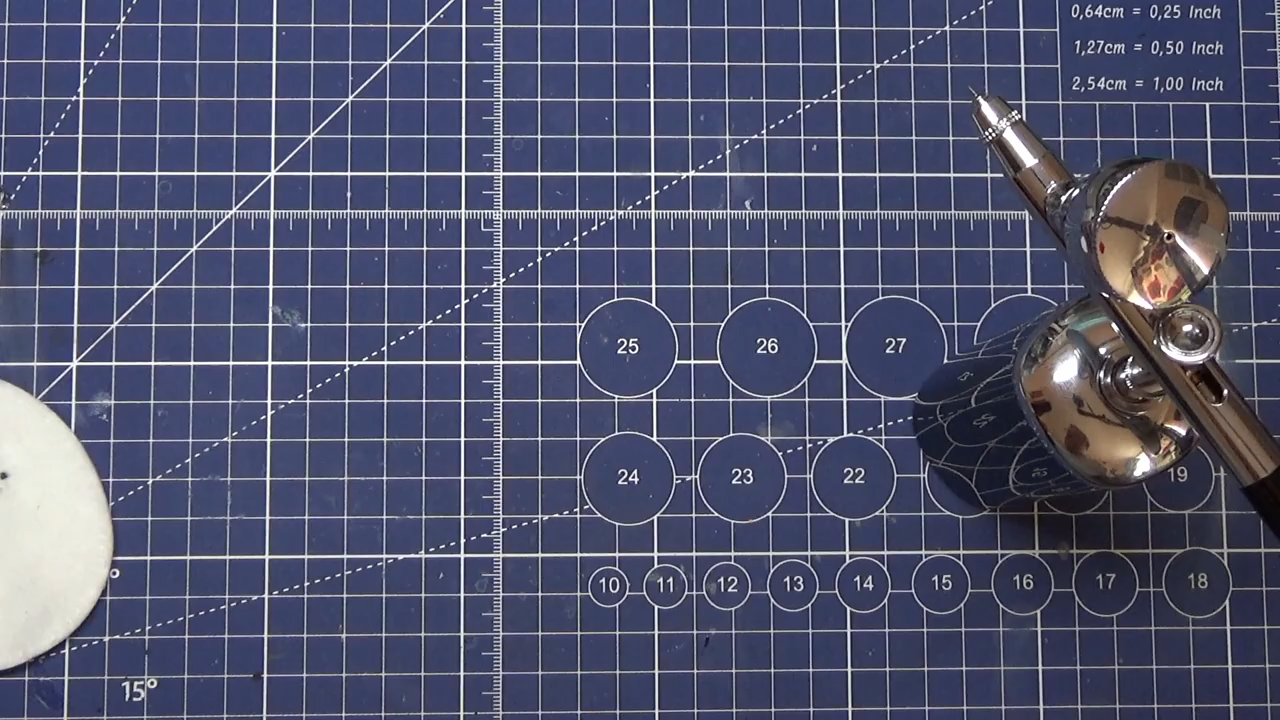 0,64cm = 0,25 Inch
1,27cm = 0,50 Inch
2,54cm = 1,00 Inch
25 26 27
24 23 22 19
10 11 12 13 14 15 16 17 18
15°